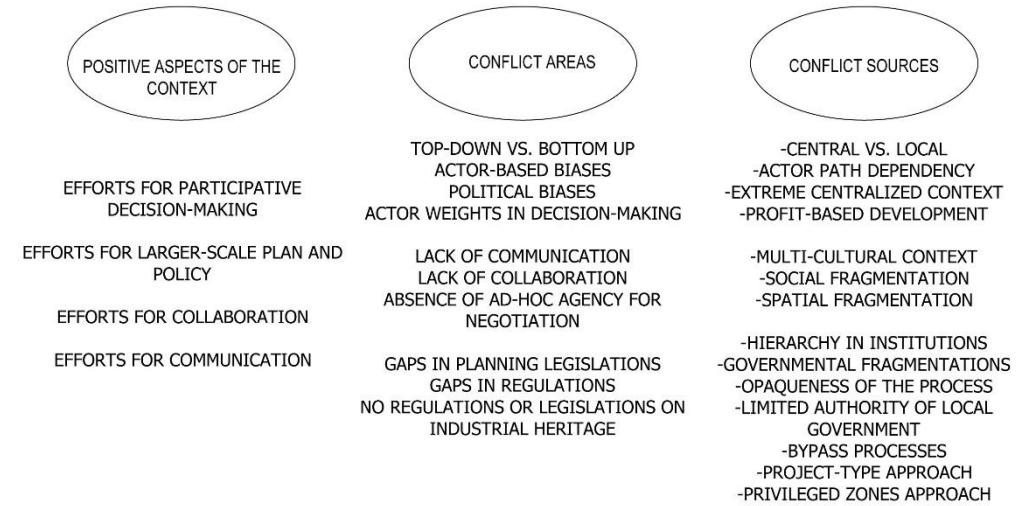 POSITIVE ASPECTS OF THE
CONTEXT
EFFORTS FOR PARTICIPATIVE
DECISION-MAKING
EFFORTS FOR LARGER-SCALE PLAN AND
POLICY
EFFORTS FOR COLLABORATION
EFFORTS FOR COMMUNICATION
CONFLICT AREAS
TOP-DOWN VS. BOTTOM UP
ACTOR-BASED BIASES
POLITICAL BIASES
ACTOR WEIGHTS IN DECISION-MAKING
LACK OF COMMUNICATION
LACK OF COLLABORATION
ABSENCE OF AD-HOC AGENCY FOR
NEGOTIATION
GAPS IN PLANNING LEGISLATIONS
GAPS IN REGULATIONS
NO REGULATIONS OR LEGISLATIONS ON
INDUSTRIAL HERITAGE
CONFLICT SOURCES
-CENTRAL VS. LOCAL
-ACTOR PATH DEPENDENCY
-EXTREME CENTRALIZED CONTEXT
-PROFIT-BASED DEVELOPMENT
-MULTI-CULTURAL CONTEXT
-SOCIAL FRAGMENTATION
-SPATIAL FRAGMENTATION
-HIERARCHY IN INSTITUTIONS
-GOVERNMENTAL FRAGMENTATIONS
-OPAQUENESS OF THE PROCESS
-LIMITED AUTHORITY OF LOCAL
GOVERNMENT
-BYPASS PROCESSES
-PROJECT-TYPE APPROACH
-PRIVILEGED ZONES APPROACH